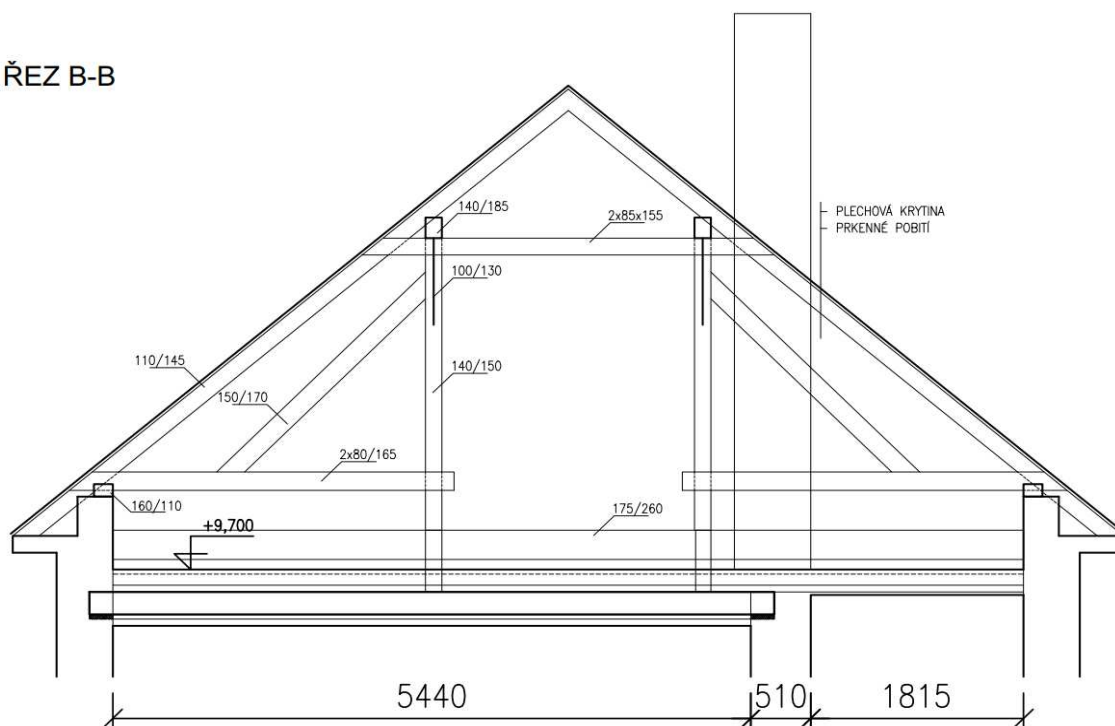 ŘEZ B-B
140/185
2x85x155
PLECHOVÁ KRYTINA
PRKENNÉ POBITÍ
100/130
110/145
140/150
150/170
2x80/165
160/110
175/260
+9,700
5440
510
1815